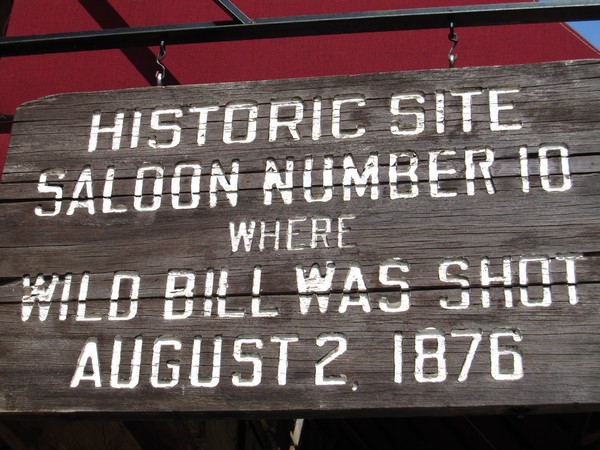 HISTORIC SITE
SALOON NUMBER 10
WHERE
WILD BILL WAS SHOT
AUGUST 2, 1876